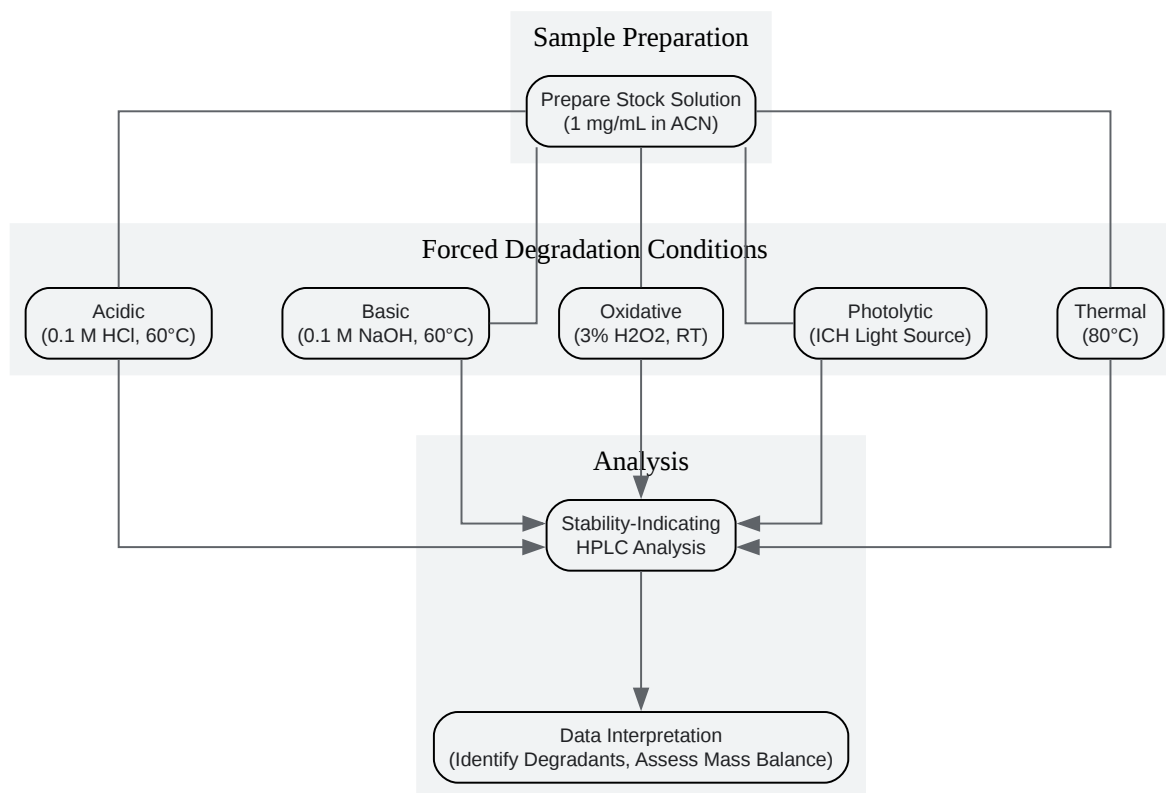 Sample Preparation
Prepare Stock Solution
(1 mg/mL in ACN)
Forced Degradation Conditions
Acidic
(0.1 M HCl, 60°C)
Basic
(0.1 M NaOH, 60°C)
Oxidative
(3% H2O2, RT)
Photolytic
(ICH Light Source)
Thermal
(80°C)
Analysis
Stability-Indicating
HPLC Analysis
Data Interpretation
(Identify Degradants, Assess Mass Balance)